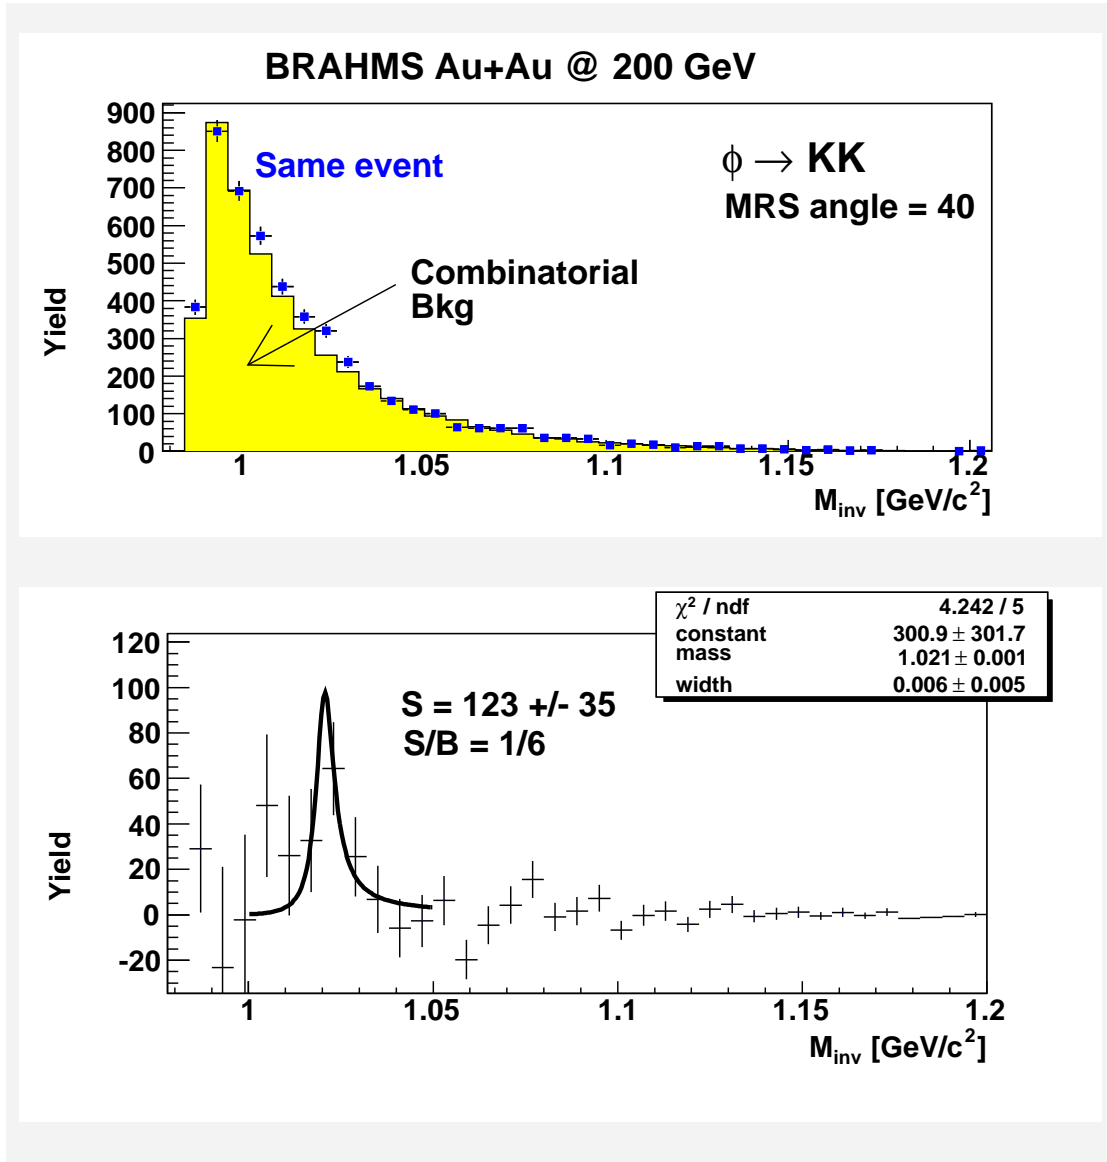 BRAHMS Au+Au @ 200 GeV
900
800
700
600
500
400
300
200
100
0
Yield
Same event
ϕ → KK
MRS angle = 40
Combinatorial
Bkg
1 1.05 1.1 1.15 1.2
M_inv [GeV/c²]
χ² / ndf 4.242 / 5
constant 300.9 ± 301.7
mass 1.021 ± 0.001
width 0.006 ± 0.005
120
100
80
60
40
20
0
-20
Yield
S = 123 +/- 35
S/B = 1/6
1 1.05 1.1 1.15 1.2
M_inv [GeV/c²]